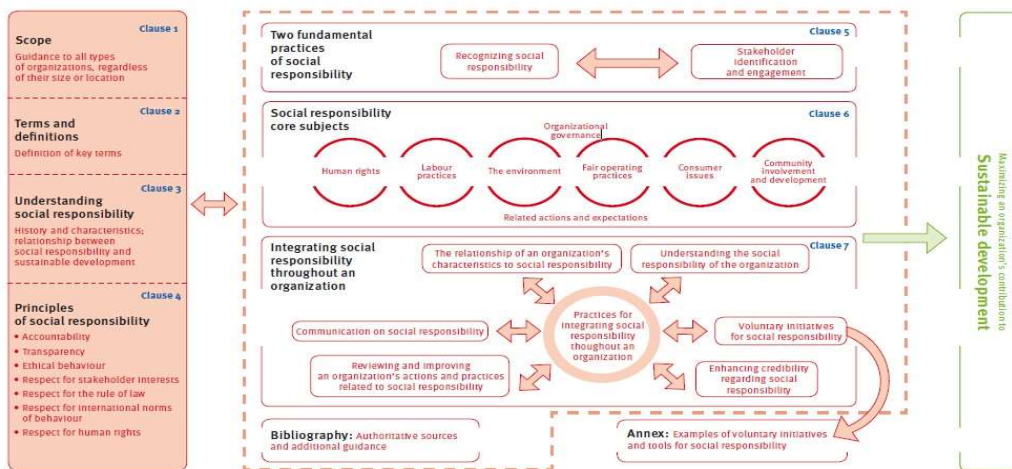 Clause 1
Scope
Guidance to all types
of organizations, regardless
of their size or location
Clause 2
Terms and
definitions
Definition of key terms
Clause 3
Understanding
social responsibility
History and characteristics;
relationship between
social responsibility and
sustainable development
Clause 4
Principles
of social responsibility
• Accountability
• Transparency
• Ethical behaviour
• Respect for stakeholder interests
• Respect for the rule of law
• Respect for international norms
of behaviour
• Respect for human rights
Two fundamental
practices
of social
responsibility
Clause 5
Recognizing social
responsibility
Stakeholder
identification
and engagement
Social responsibility
core subjects
Clause 6
Organizational
governance
Human rights
Labour
practices
The environment
Fair operating
practices
Consumer
issues
Community
involvement
and development
Related actions and expectations
Integrating social
responsibility
throughout an
organization
Clause 7
The relationship of an organization's
characteristics to social responsibility
Understanding the social
responsibility of the organization
Practices for
integrating social
responsibility
thoughout an
organization
Communication on social responsibility
Voluntary initiatives
for social responsibility
Reviewing and improving
an organization's actions and practices
related to social responsibility
Enhancing credibility
regarding social
responsibility
Bibliography: Authoritative sources
and additional guidance
Annex: Examples of voluntary initiatives
and tools for social responsibility
Maximizing an organization's contribution to
Sustainable development